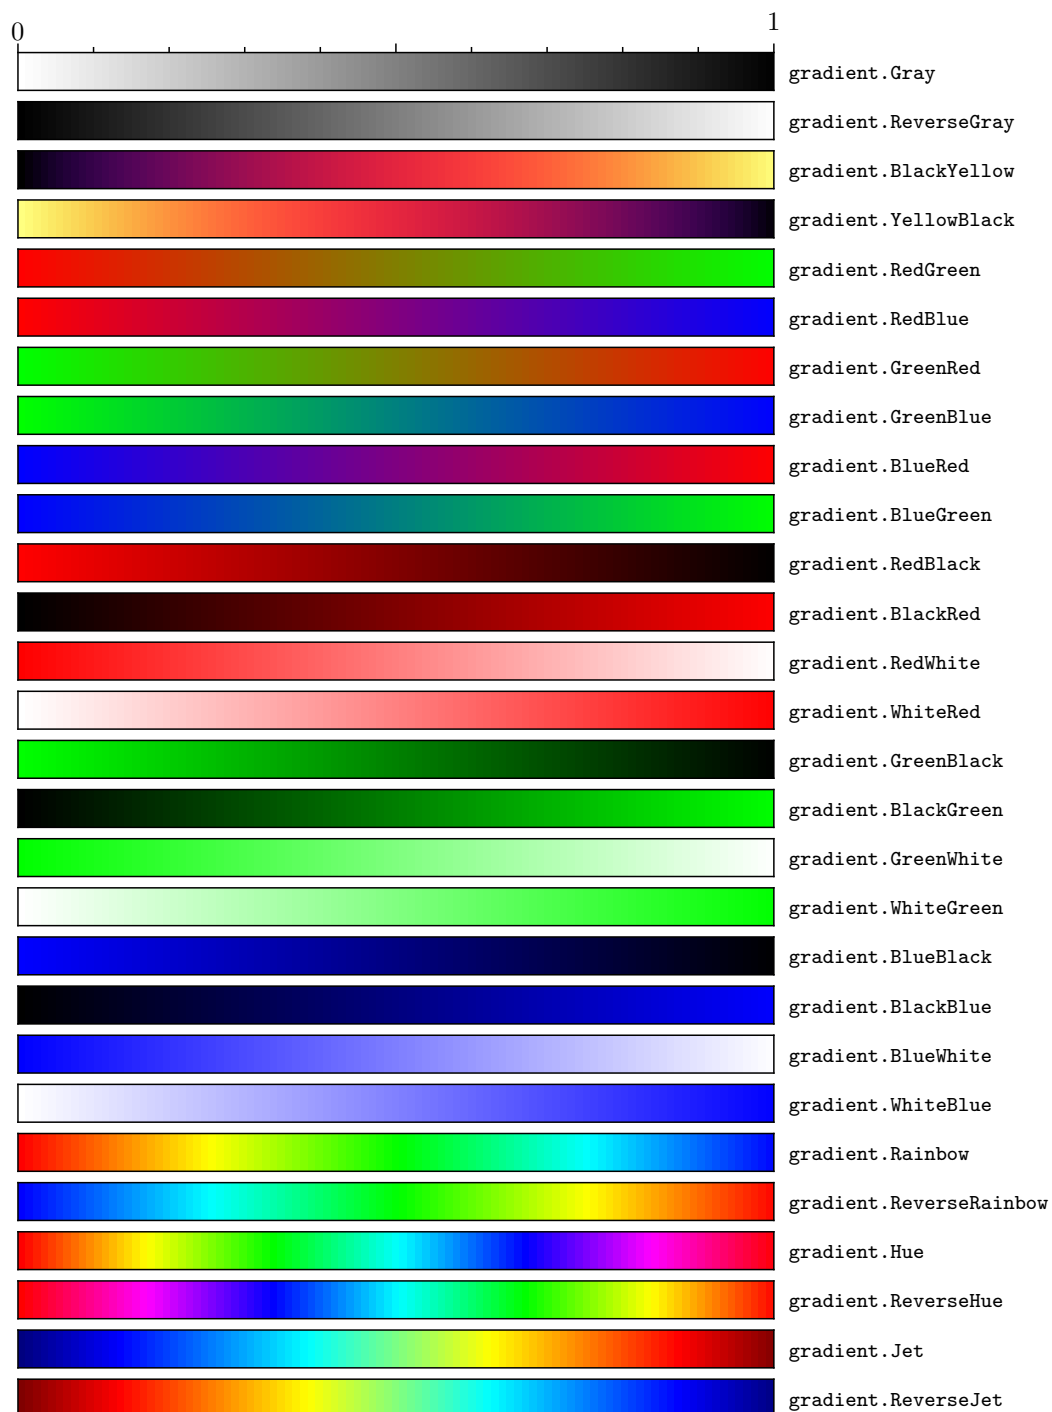 0 1
gradient.Gray
gradient.ReverseGray
gradient.BlackYellow
gradient.YellowBlack
gradient.RedGreen
gradient.RedBlue
gradient.GreenRed
gradient.GreenBlue
gradient.BlueRed
gradient.BlueGreen
gradient.RedBlack
gradient.BlackRed
gradient.RedWhite
gradient.WhiteRed
gradient.GreenBlack
gradient.BlackGreen
gradient.GreenWhite
gradient.WhiteGreen
gradient.BlueBlack
gradient.BlackBlue
gradient.BlueWhite
gradient.WhiteBlue
gradient.Rainbow
gradient.ReverseRainbow
gradient.Hue
gradient.ReverseHue
gradient.Jet
gradient.ReverseJet